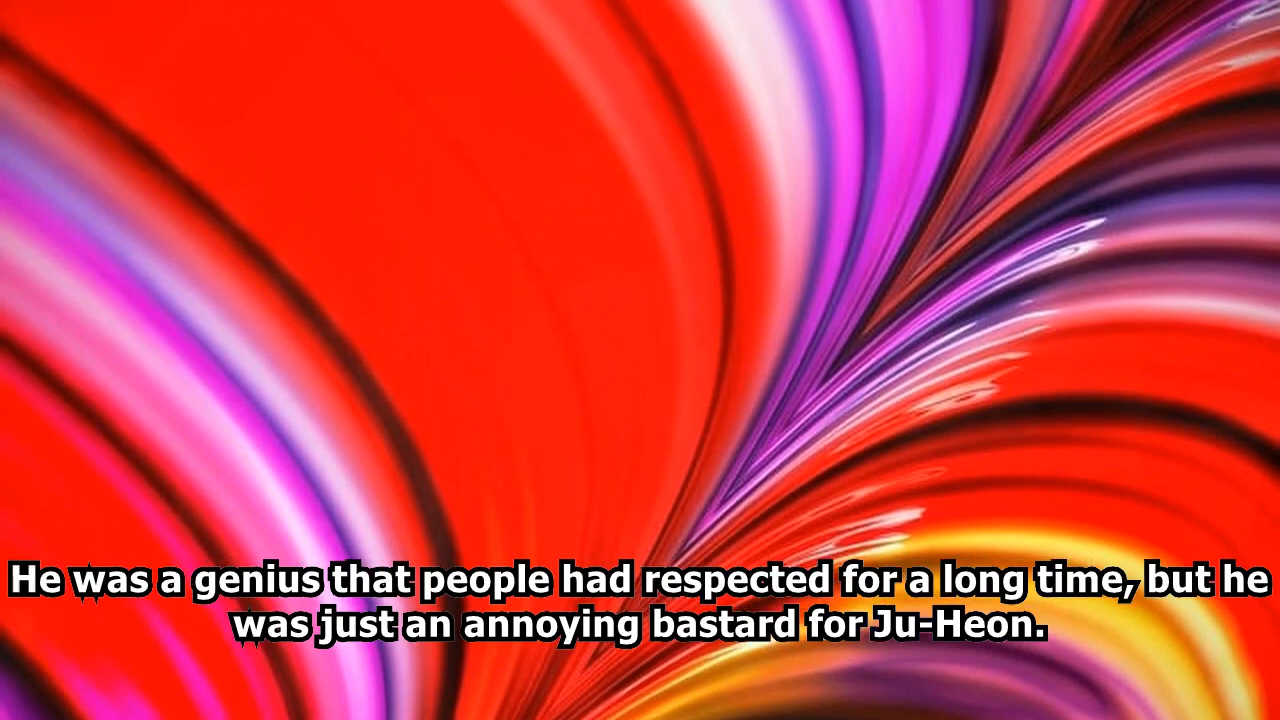 He was a genius that people had respected for a long time, but he
was just an annoying bastard for Ju-Heon.